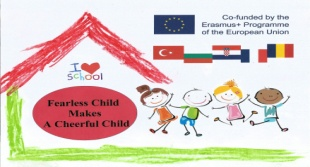 Co-funded by the
Erasmus+ Programme
of the European Union
I
School
Fearless Child
Makes
A Cheerful Child